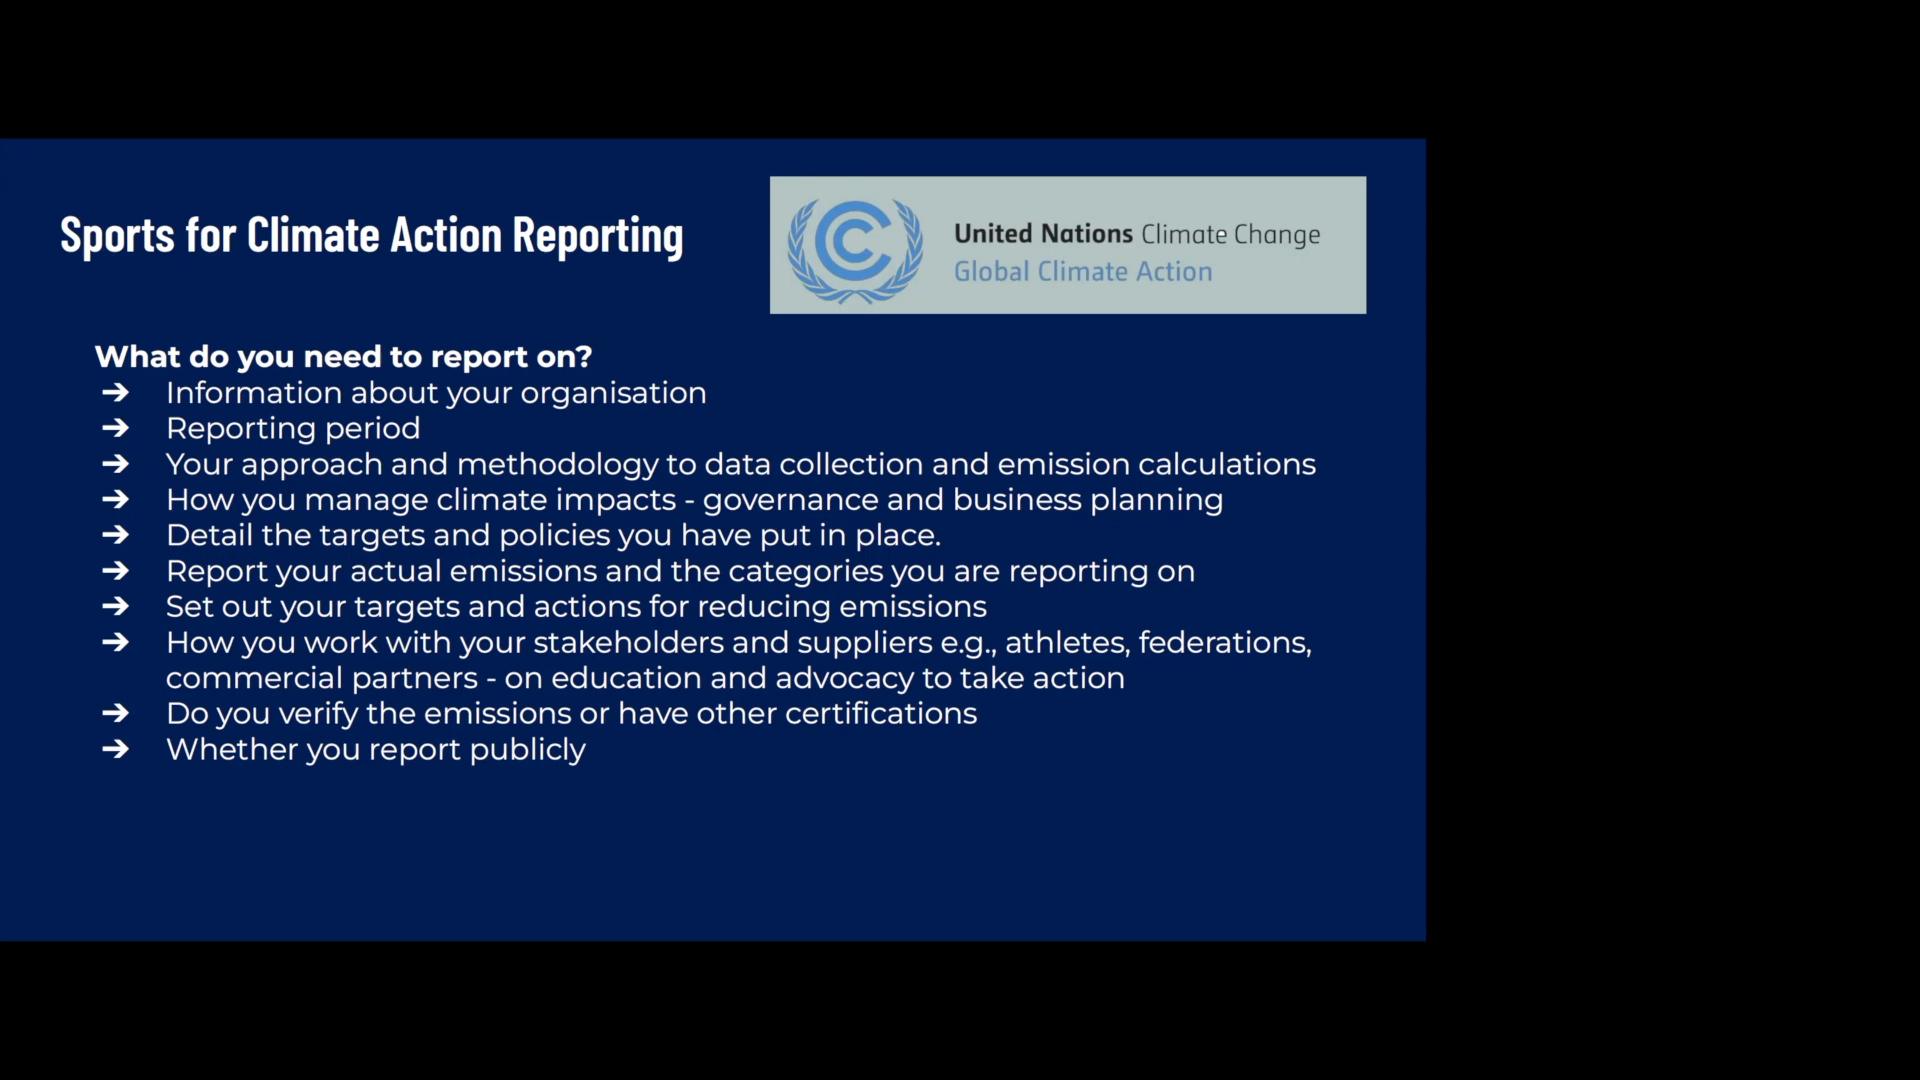 Sports for Climate Action Reporting
United Nations Climate Change
Global Climate Action
What do you need to report on?
➔ Information about your organisation
➔ Reporting period
➔ Your approach and methodology to data collection and emission calculations
➔ How you manage climate impacts - governance and business planning
➔ Detail the targets and policies you have put in place.
➔ Report your actual emissions and the categories you are reporting on
➔ Set out your targets and actions for reducing emissions
➔ How you work with your stakeholders and suppliers e.g., athletes, federations,
commercial partners - on education and advocacy to take action
➔ Do you verify the emissions or have other certifications
➔ Whether you report publicly